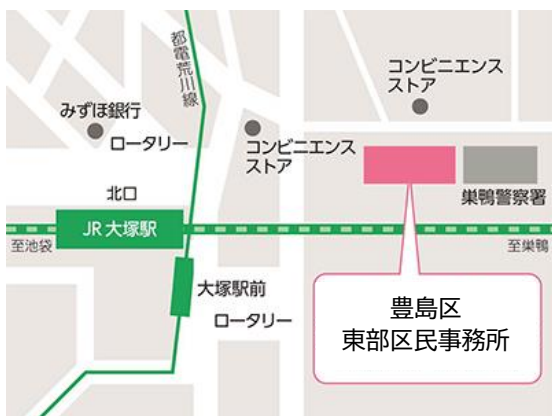 都電荒川線
コンビニエンス
ストア
みずほ銀行
ロータリー
コンビニエンス
ストア
北口
巣鴨警察署
JR 大塚駅
至池袋
至巣鴨
大塚駅前
ロータリー
豊島区
東部区民事務所